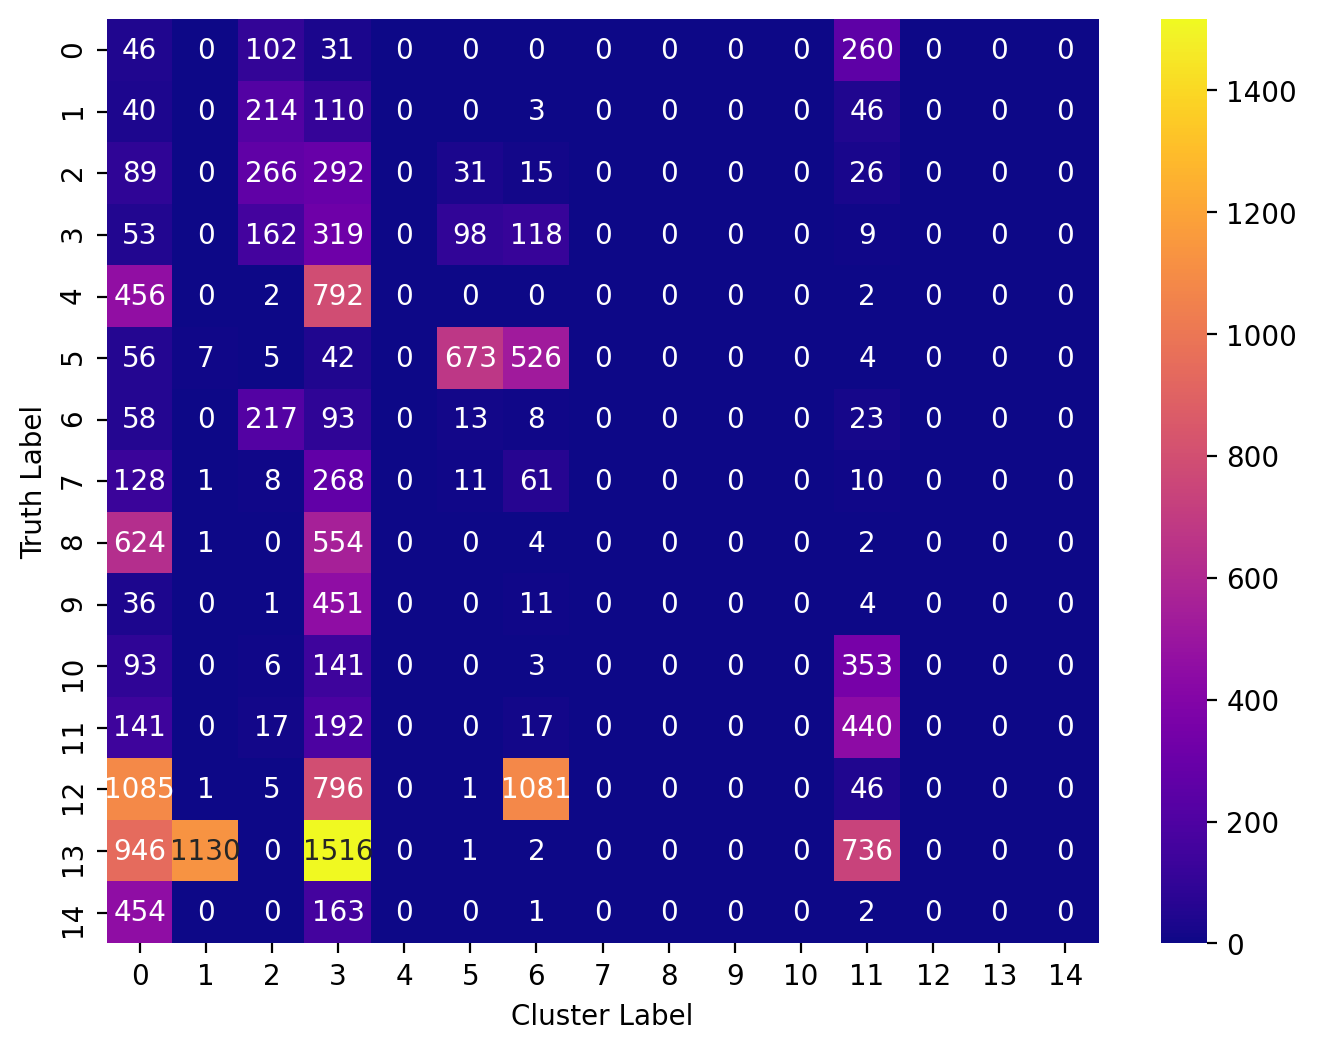 0 46 0 102 31 0 0 0 0 0 0 0 260 0 0 0
1 40 0 214 110 0 0 3 0 0 0 0 46 0 0 0
2 89 0 266 292 0 31 15 0 0 0 0 26 0 0 0
3 53 0 162 319 0 98 118 0 0 0 0 9 0 0 0
4 456 0 2 792 0 0 0 0 0 0 0 2 0 0 0
5 56 7 5 42 0 673 526 0 0 0 0 4 0 0 0
6 58 0 217 93 0 13 8 0 0 0 0 23 0 0 0
7 128 1 8 268 0 11 61 0 0 0 0 10 0 0 0
8 624 1 0 554 0 0 4 0 0 0 0 2 0 0 0
9 36 0 1 451 0 0 11 0 0 0 0 4 0 0 0
10 93 0 6 141 0 0 3 0 0 0 0 353 0 0 0
11 141 0 17 192 0 0 17 0 0 0 0 440 0 0 0
12 1085 1 5 796 0 1 1081 0 0 0 0 46 0 0 0
13 946 1130 0 1516 0 1 2 0 0 0 0 736 0 0 0
14 454 0 0 163 0 0 1 0 0 0 0 2 0 0 0
0 1 2 3 4 5 6 7 8 9 10 11 12 13 14
Cluster Label
Truth Label
1400
1200
1000
800
600
400
200
0